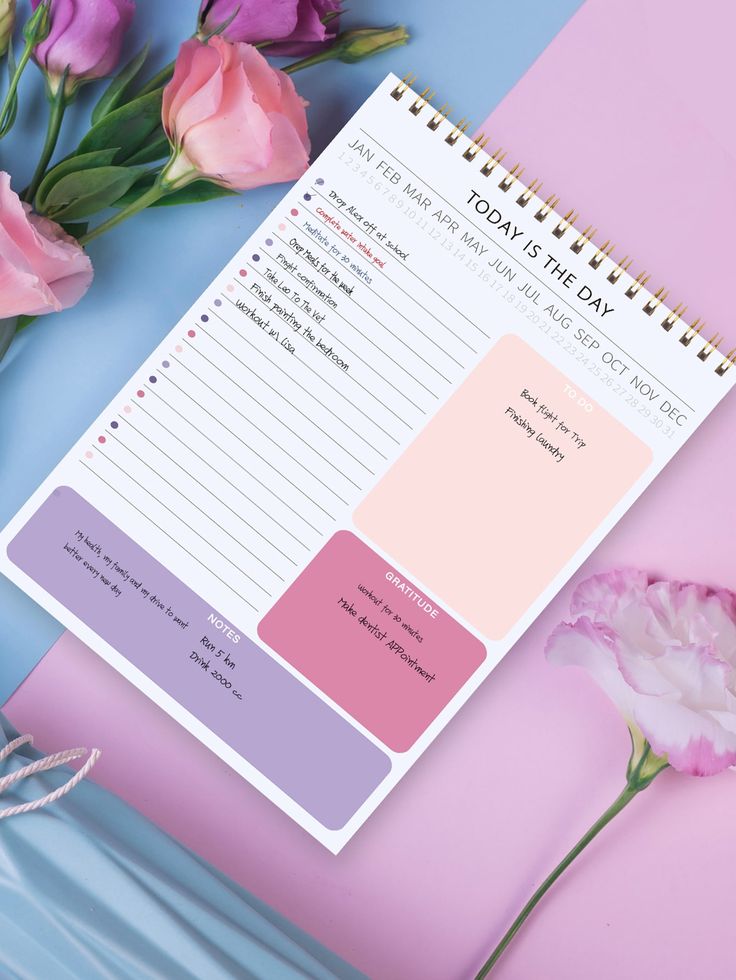 TODAY IS THE DAY
JAN FEB MAR APR MAY JUN JUL AUG SEP OCT NOV DEC
1 2 3 4 5 6 7 8 9 10 11 12 13 14 15 16 17 18 19 20 21 22 23 24 25 26 27 28 29 30 31
Drop Alex off at school
Complete water intake goal
Meditate for 20 minutes
Prep Meals for the week
Flight confirmation
Take Leo To The Vet
Finish painting the bedroom
Workout w\ lisa
TO DO
Book flight for Trip
Finishing laundry
GRATITUDE
Workout for 30 minutes
Make dentist APPointment
NOTES
My health, my family and my drive to want
better every new day
Run 5 km
Drink 2000 cc